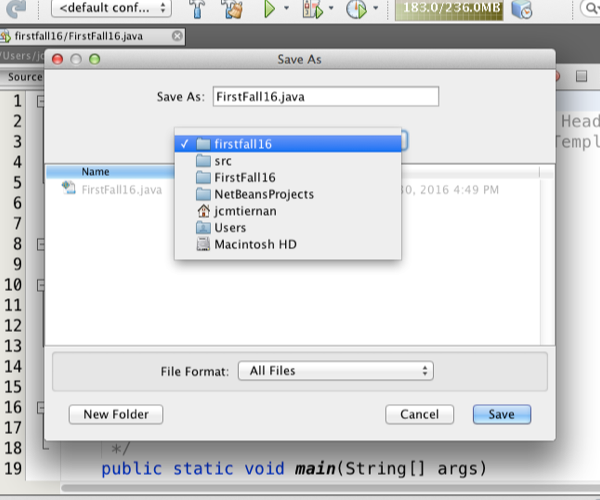 <default conf...
183.0/236.0MB
firstfall16/FirstFall16.java
Save As
Source
Save As: FirstFall16.java
firstfall16
src
FirstFall16
NetBeansProjects
jcmtiernan
Users
Macintosh HD
Name
FirstFall16.java
2016 4:49 PM
File Format: All Files
New Folder
Cancel
Save
1
2 Head
3 Templ
4
5
6
7
8
9
10
11
12
13
14
15
16
17
18 */
19 public static void main(String[] args)